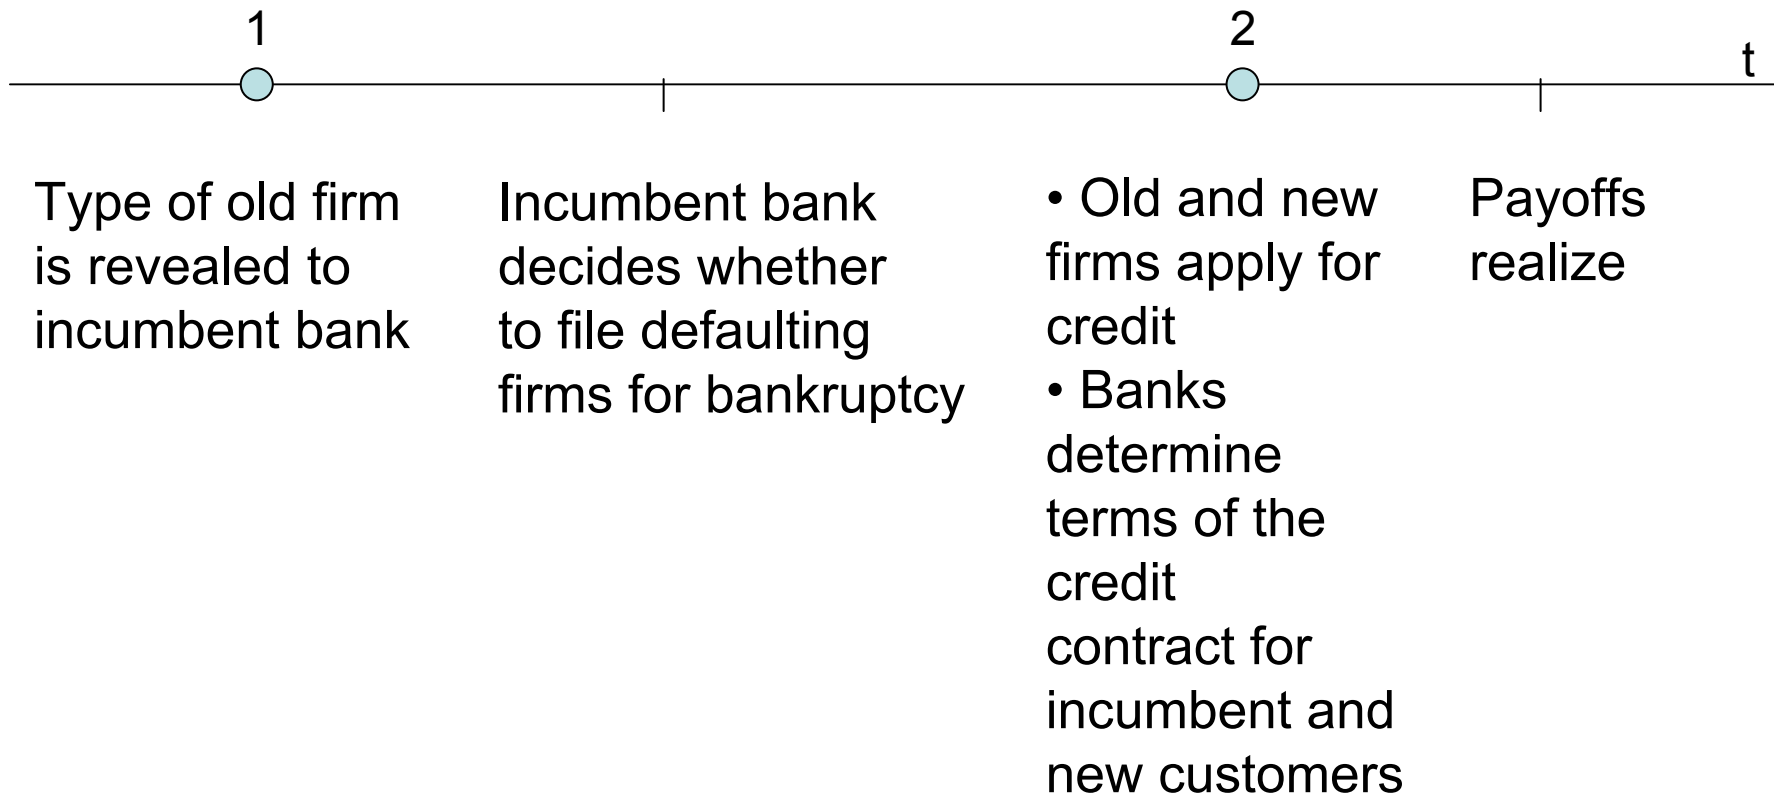 1
2
t
Type of old firm
is revealed to
incumbent bank
Incumbent bank
decides whether
to file defaulting
firms for bankruptcy
• Old and new
firms apply for
credit
• Banks
determine
terms of the
credit
contract for
incumbent and
new customers
Payoffs
realize